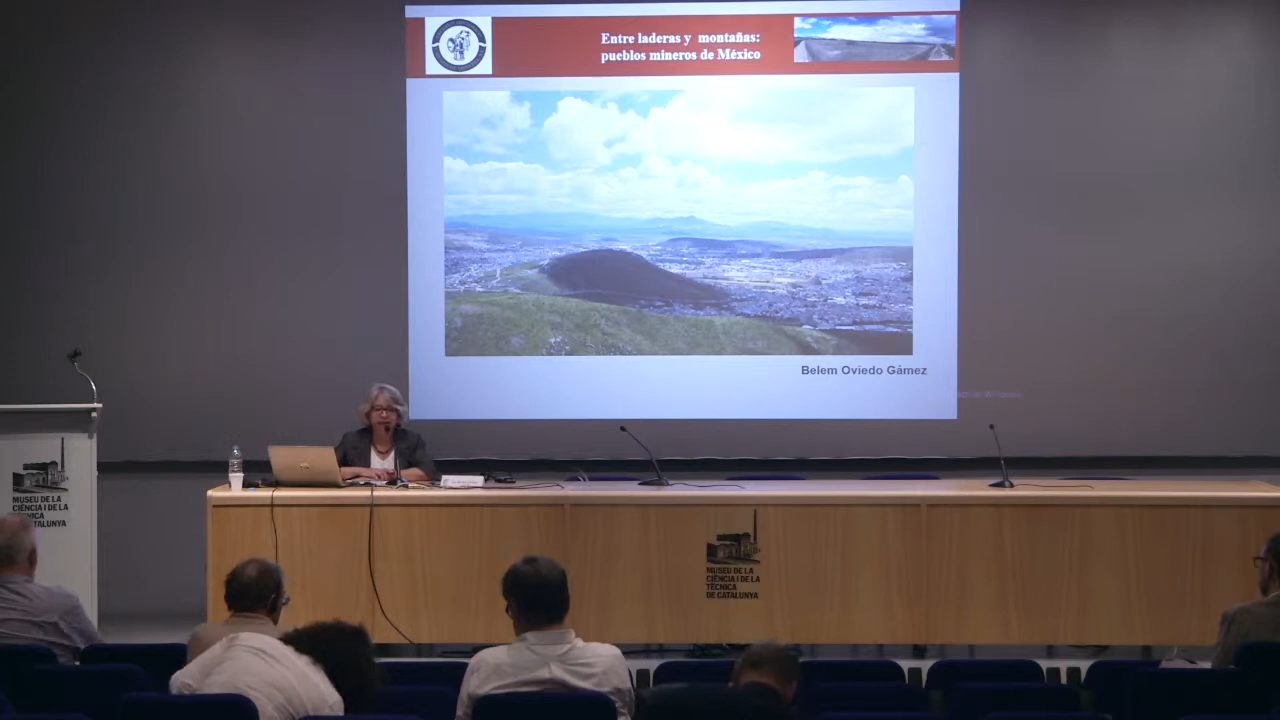 Entre laderas y montañas:
pueblos mineros de México
Belem Oviedo Gámez
MUSEU DE LA
CIÈNCIA I DE LA
TÈCNICA
DE CATALUNYA
MUSEU DE LA
CIÈNCIA I DE LA
TÈCNICA
DE CATALUNYA